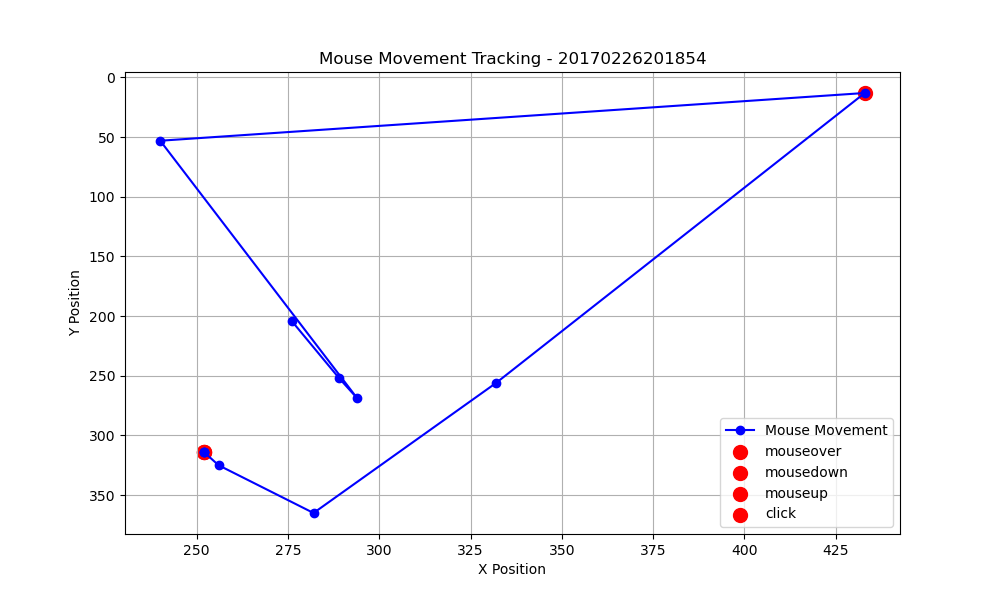 Mouse Movement Tracking - 20170226201854
0
50
100
150
200
250
300
350
Y Position
250
275
300
325
350
375
400
425
X Position
Mouse Movement
mouseover
mousedown
mouseup
click